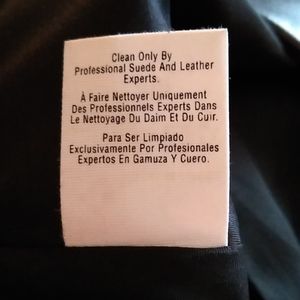 Clean Only By
Professional Suede And Leather
Experts.
À Faire Nettoyer Uniquement
Des Professionnels Experts Dans
Le Nettoyage Du Daim Et Du Cuir.
Para Ser Limpiado
Exclusivamente Por Profesionales
Expertos En Gamuza Y Cuero.